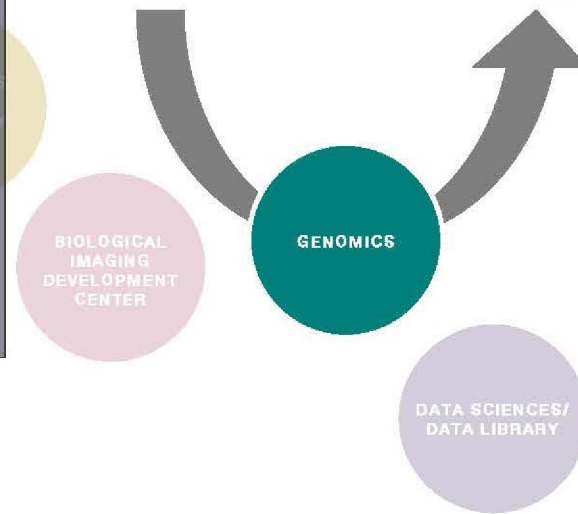 BIOLOGICAL
IMAGING
DEVELOPMENT
CENTER
GENOMICS
DATA SCIENCES/
DATA LIBRARY